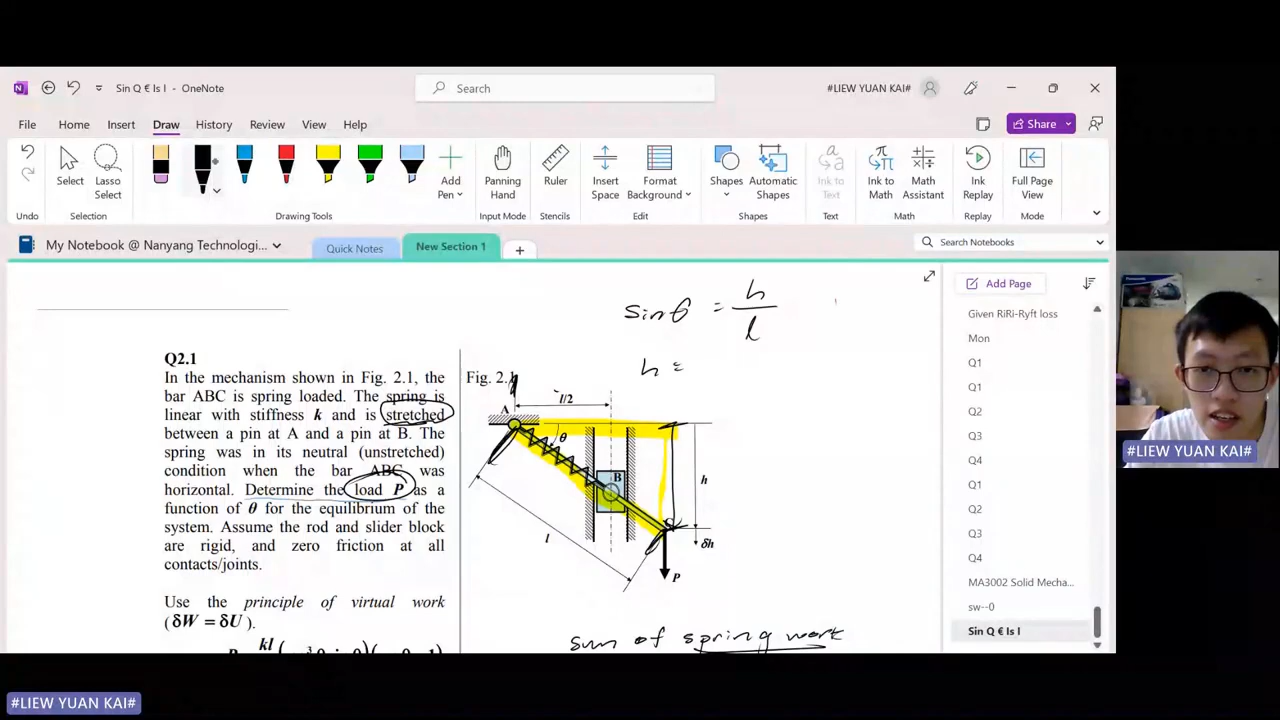 Sin Q € Is I - OneNote
Search
#LIEW YUAN KAI#
File Home Insert Draw History Review View Help
Share
Select
Lasso Select
Add Pen
Panning Hand
Ruler
Insert Space
Format Background
Shapes
Automatic Shapes
Ink to Text
Ink to Math
Math Assistant
Ink Replay
Full Page View
Undo
Selection
Drawing Tools
Input Mode
Stencils
Edit
Shapes
Text
Math
Replay
Mode
My Notebook @ Nanyang Technologi...
Quick Notes
New Section 1
Search Notebooks
Add Page
Given RiRi-Ryft loss
Mon
Q1
Q1
Q2
Q3
Q4
Q1
Q2
Q3
Q4
MA3002 Solid Mecha...
sw--0
Sin Q € Is I
sinθ = h/l
h =
Q2.1
In the mechanism shown in Fig. 2.1, the
bar ABC is spring loaded. The spring is
linear with stiffness k and is stretched
between a pin at A and a pin at B. The
spring was in its neutral (unstretched)
condition when the bar ABC was
horizontal. Determine the load P as a
function of θ for the equilibrium of the
system. Assume the rod and slider block
are rigid, and zero friction at all
contacts/joints.
Use the principle of virtual work
(δW = δU).
Fig. 2.1
A
l/2
θ
B
h
C
l
δh
P
sum of spring work
#LIEW YUAN KAI#
#LIEW YUAN KAI#